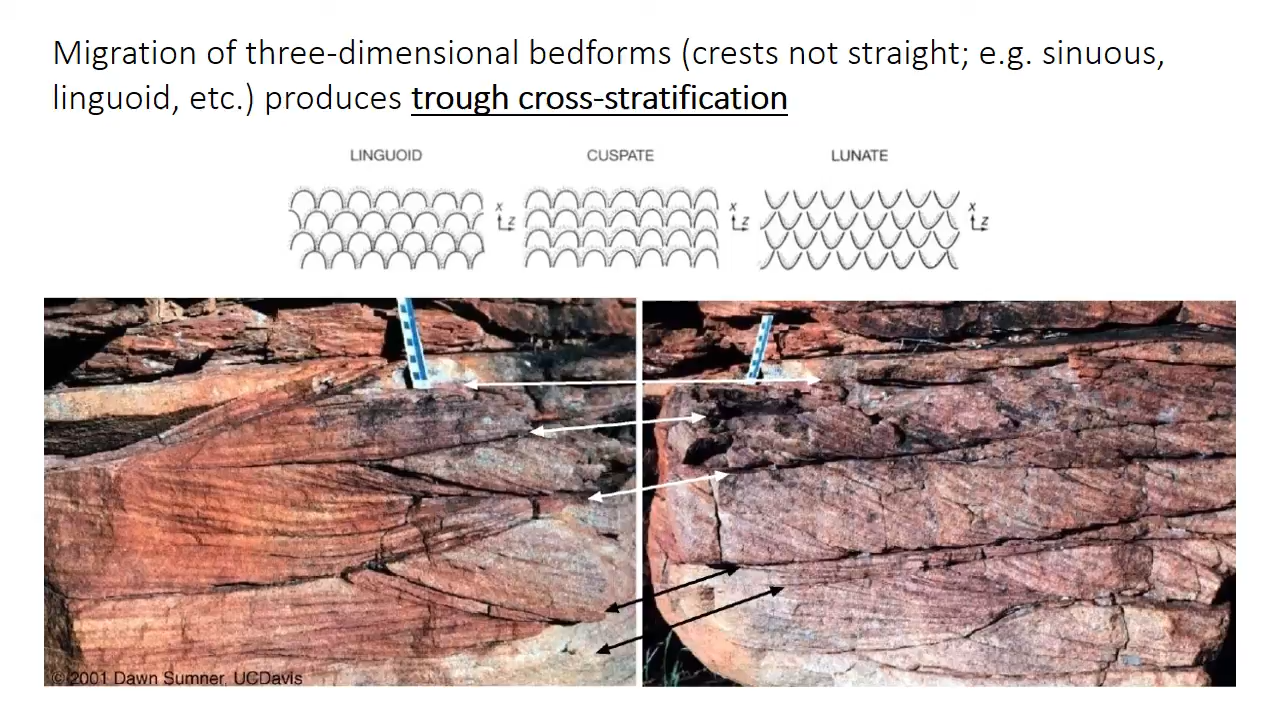 Migration of three-dimensional bedforms (crests not straight; e.g. sinuous,
linguoid, etc.) produces trough cross-stratification
LINGUOID CUSPATE LUNATE
x x x
z z z
© 2001 Dawn Sumner, UCDavis